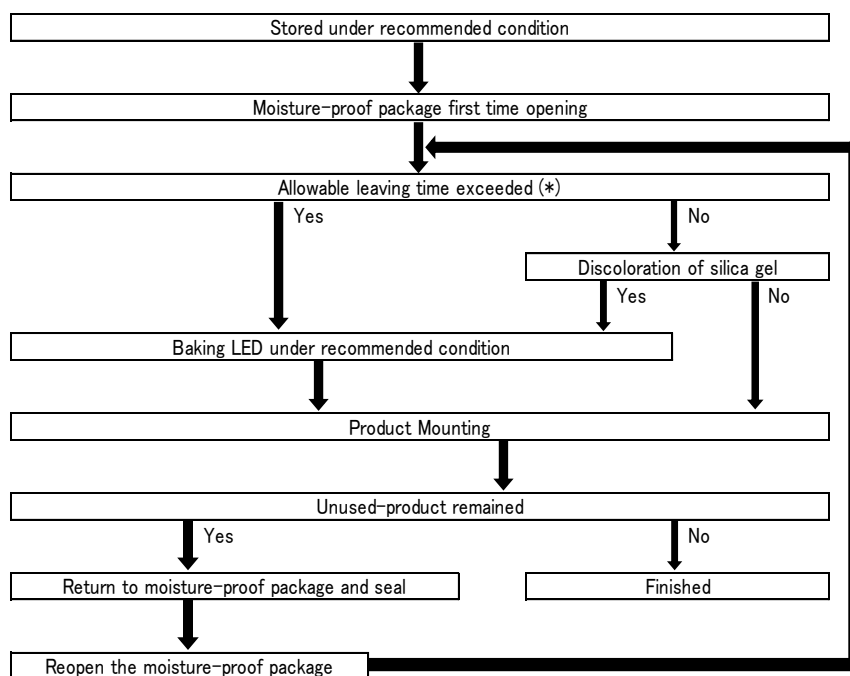 Stored under recommended condition
Moisture-proof package first time opening
Allowable leaving time exceeded (*)
Yes
No
Discoloration of silica gel
Yes
No
Baking LED under recommended condition
Product Mounting
Unused-product remained
Yes
No
Return to moisture-proof package and seal
Finished
Reopen the moisture-proof package